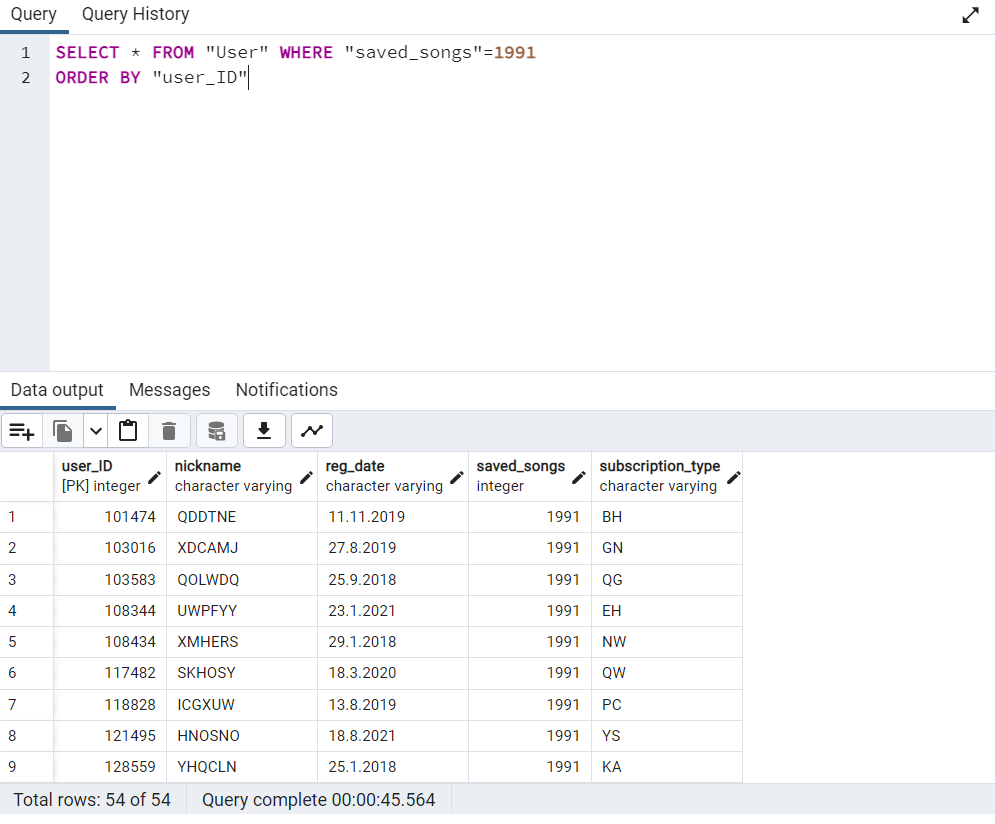 Query Query History
1 SELECT * FROM "User" WHERE "saved_songs"=1991
2 ORDER BY "user_ID"
Data output Messages Notifications
user_ID nickname reg_date saved_songs subscription_type
[PK] integer character varying character varying integer character varying
1 101474 QDDTNE 11.11.2019 1991 BH
2 103016 XDCAMJ 27.8.2019 1991 GN
3 103583 QOLWDQ 25.9.2018 1991 QG
4 108344 UWPFYY 23.1.2021 1991 EH
5 108434 XMHERS 29.1.2018 1991 NW
6 117482 SKHOSY 18.3.2020 1991 QW
7 118828 ICGXUW 13.8.2019 1991 PC
8 121495 HNOSNO 18.8.2021 1991 YS
9 128559 YHQCLN 25.1.2018 1991 KA
Total rows: 54 of 54 Query complete 00:00:45.564